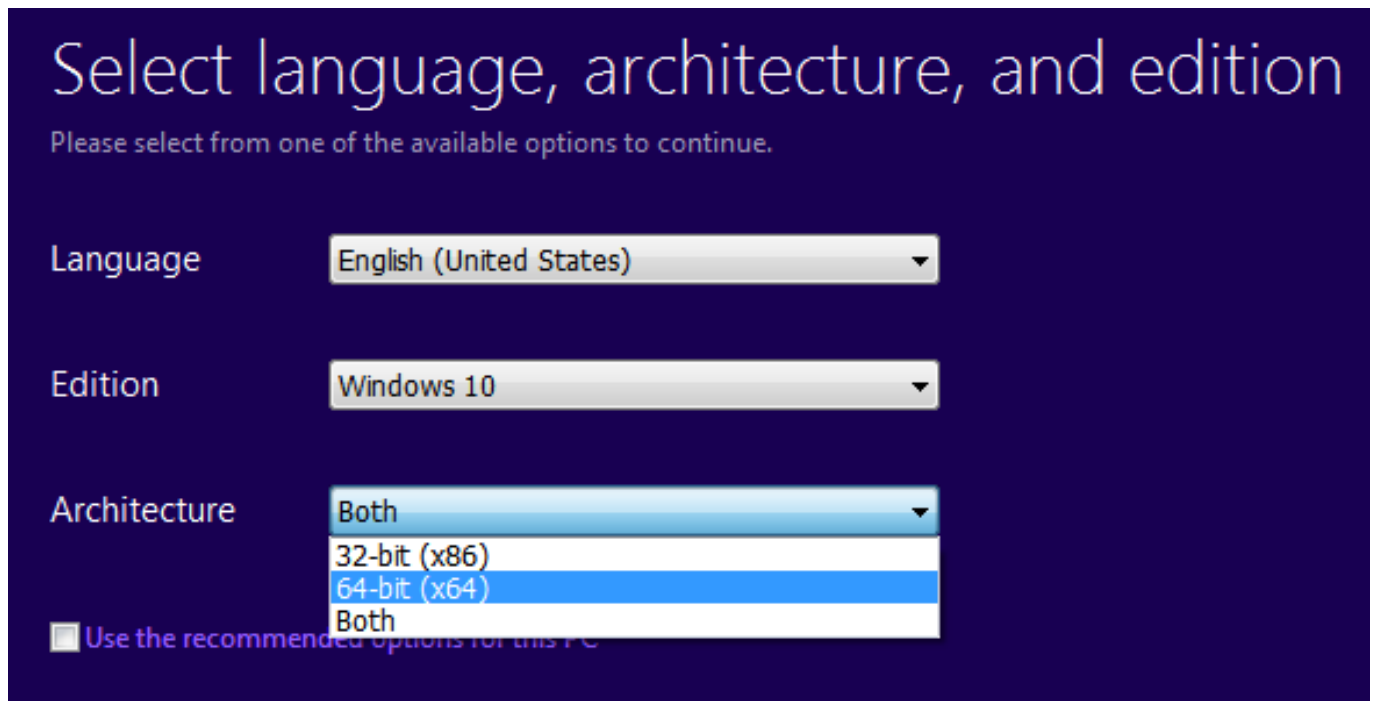 Select language, architecture, and edition
Please select from one of the available options to continue.
Language English (United States)
Edition Windows 10
Architecture Both
32-bit (x86)
64-bit (x64)
Both
Use the recommended options for this PC